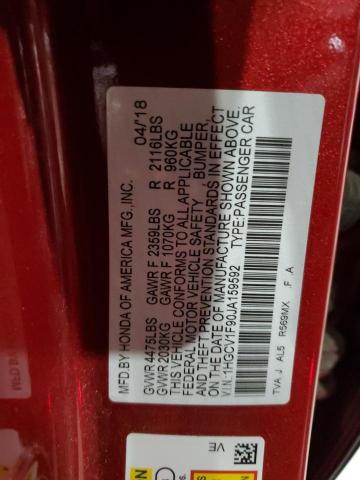 MFD.BY HONDA OF AMERICA MFG.,INC. 04/'18
GVWR 4475LBS GAWR F 2359LBS R 2116LBS
GVWR 2030KG GAWR F 1070KGS R 960KG
THIS VEHICLE CONFORMS TO ALL APPLICABLE
FEDERAL MOTOR VEHICLE SAFETY, BUMPER,
AND THEFT PREVENTION STANDARDS IN EFFECT
ON THE DATE OF MANUFACTURE SHOWN ABOVE.
V.I.N.:1HGCV1F90JA159592 TYPE:PASSENGER CAR
TVA J AL5 R569MX .F .A
VE